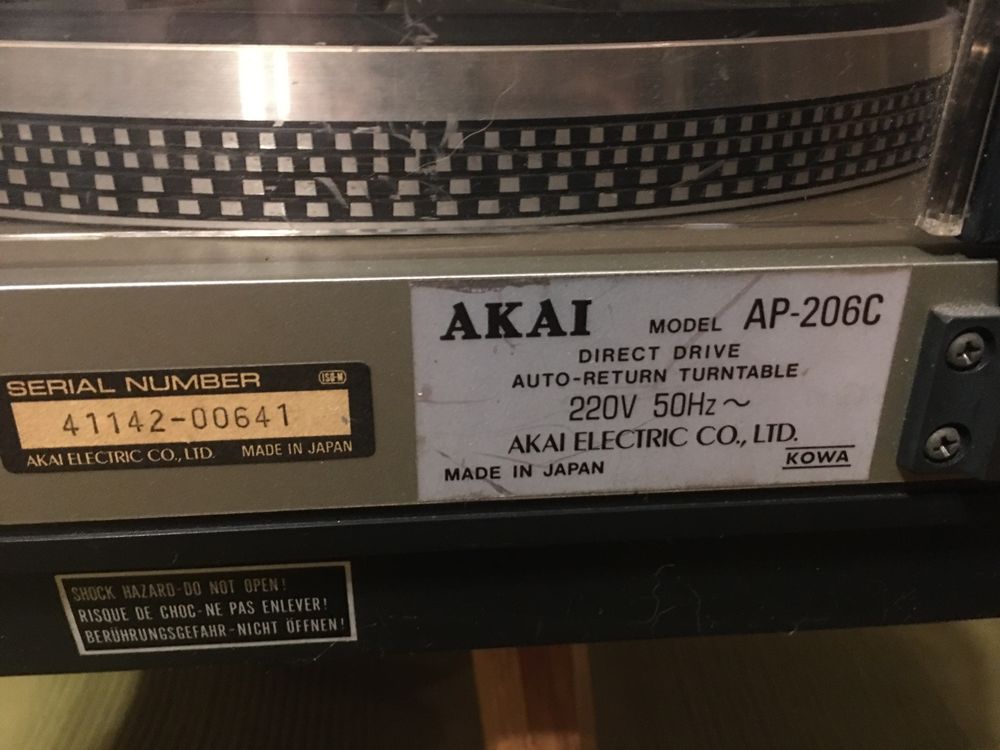 AKAI MODEL AP-206C
DIRECT DRIVE
AUTO-RETURN TURNTABLE
220V 50Hz ~
AKAI ELECTRIC CO., LTD.
MADE IN JAPAN KOWA
SERIAL NUMBER ISO-M
41142-00641
AKAI ELECTRIC CO., LTD. MADE IN JAPAN
SHOCK HAZARD-DO NOT OPEN!
RISQUE DE CHOC-NE PAS ENLEVER!
BERÜHRUNGSGEFAHR-NICHT ÖFFNEN!